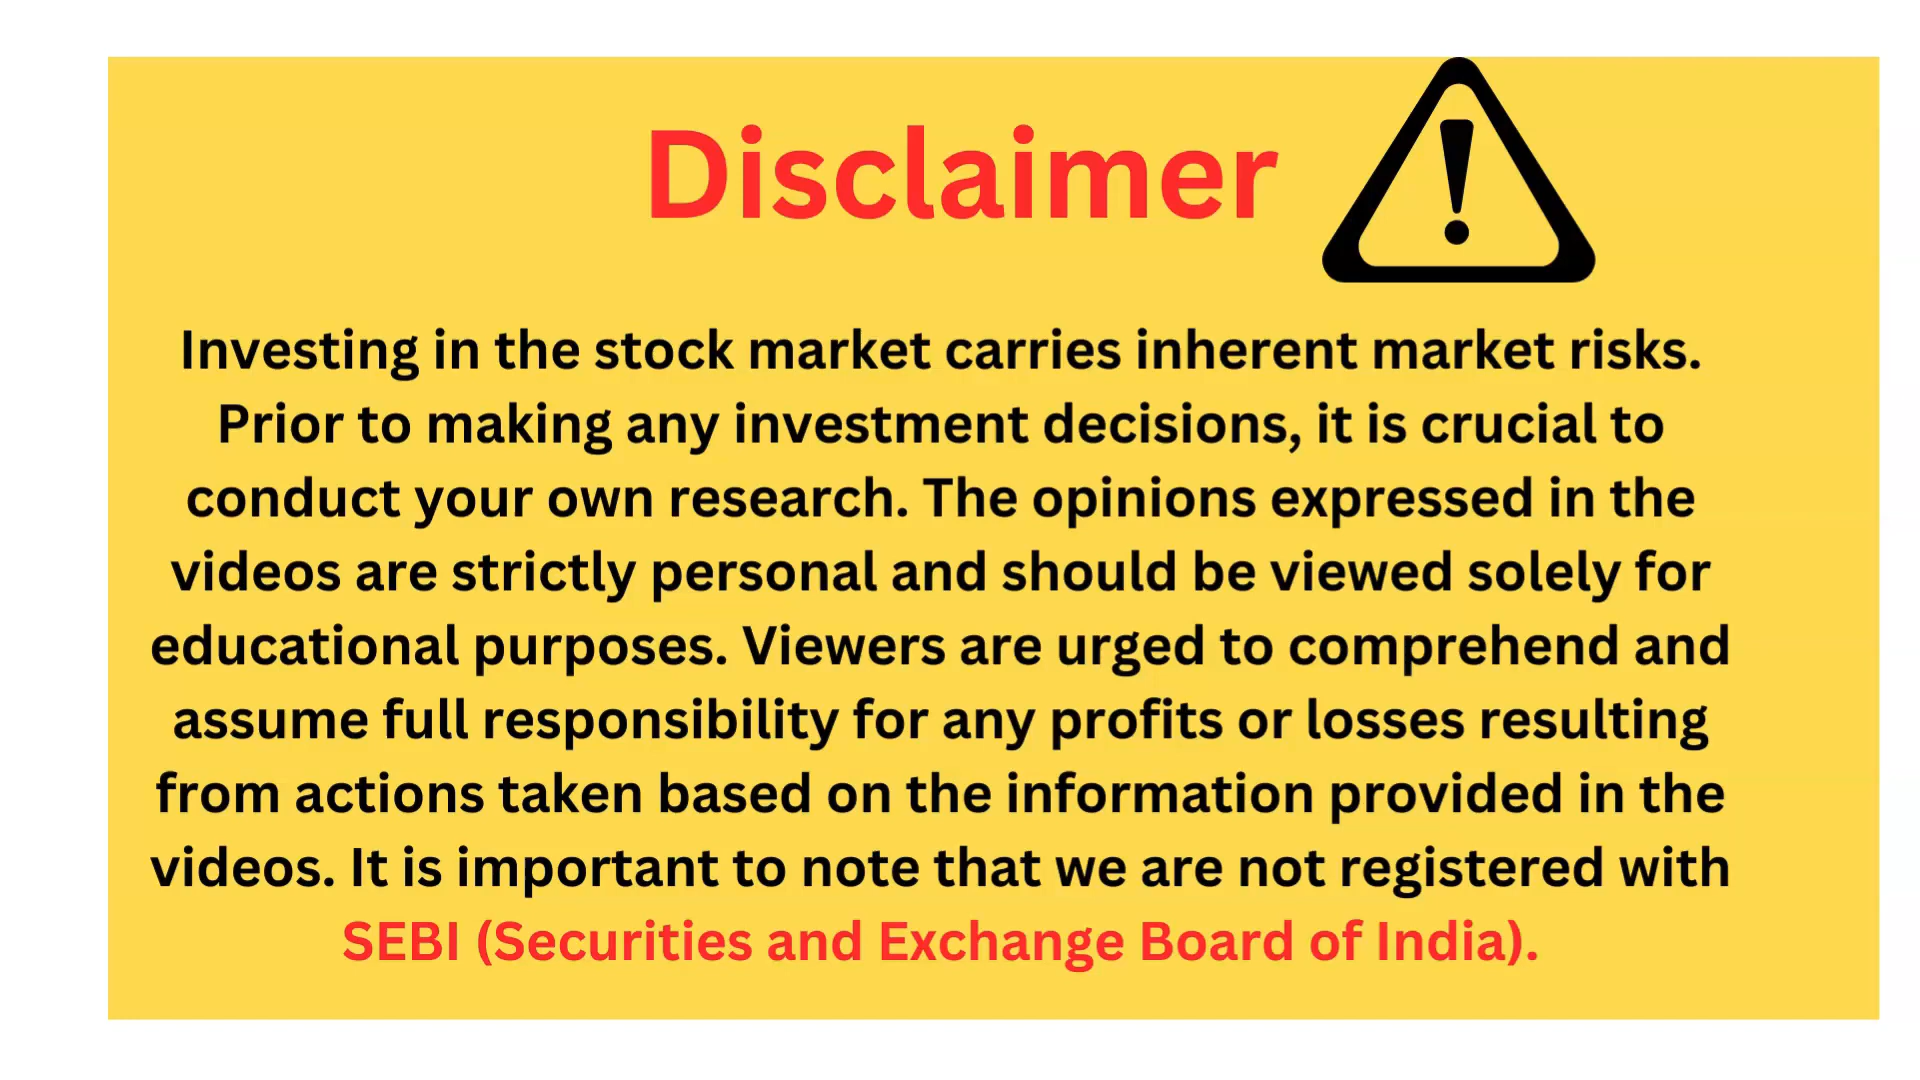 Disclaimer
Investing in the stock market carries inherent market risks.
Prior to making any investment decisions, it is crucial to
conduct your own research. The opinions expressed in the
videos are strictly personal and should be viewed solely for
educational purposes. Viewers are urged to comprehend and
assume full responsibility for any profits or losses resulting
from actions taken based on the information provided in the
videos. It is important to note that we are not registered with
SEBI (Securities and Exchange Board of India).